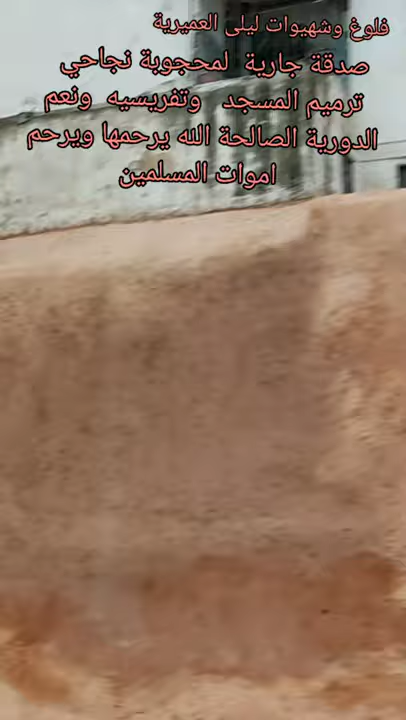 فلوغ وشهيوات ليلى العميرية
صدقة جارية لمحجوبة نجاحي
ترميم المسجد وتفريسيه ونعم
الدورية الصالحة الله يرحمها ويرحم
اموات المسلمين